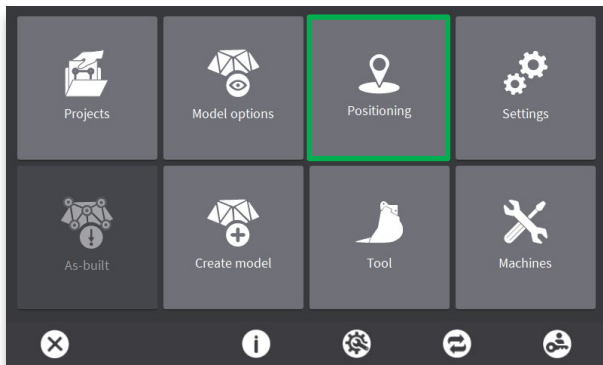 Projects
Model options
Positioning
Settings
As-built
Create model
Tool
Machines